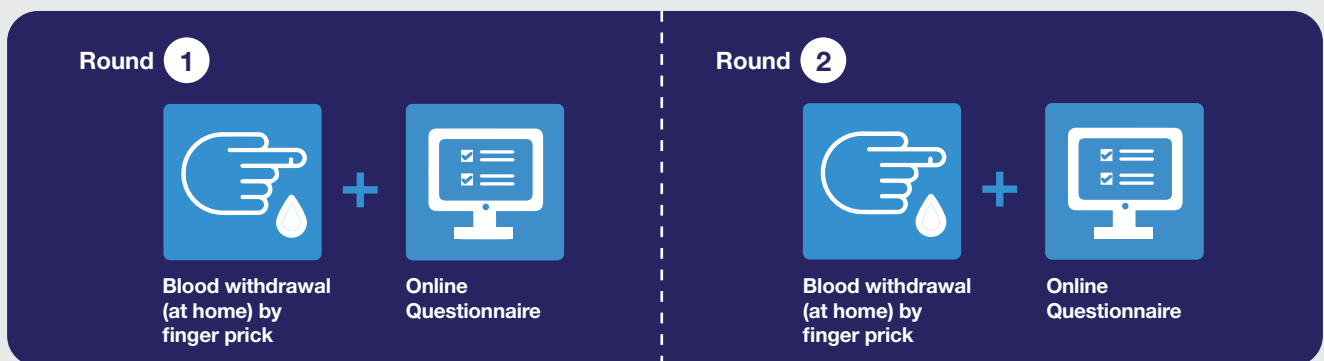 Round 1
Blood withdrawal
(at home) by
finger prick
Online
Questionnaire
Round 2
Blood withdrawal
(at home) by
finger prick
Online
Questionnaire